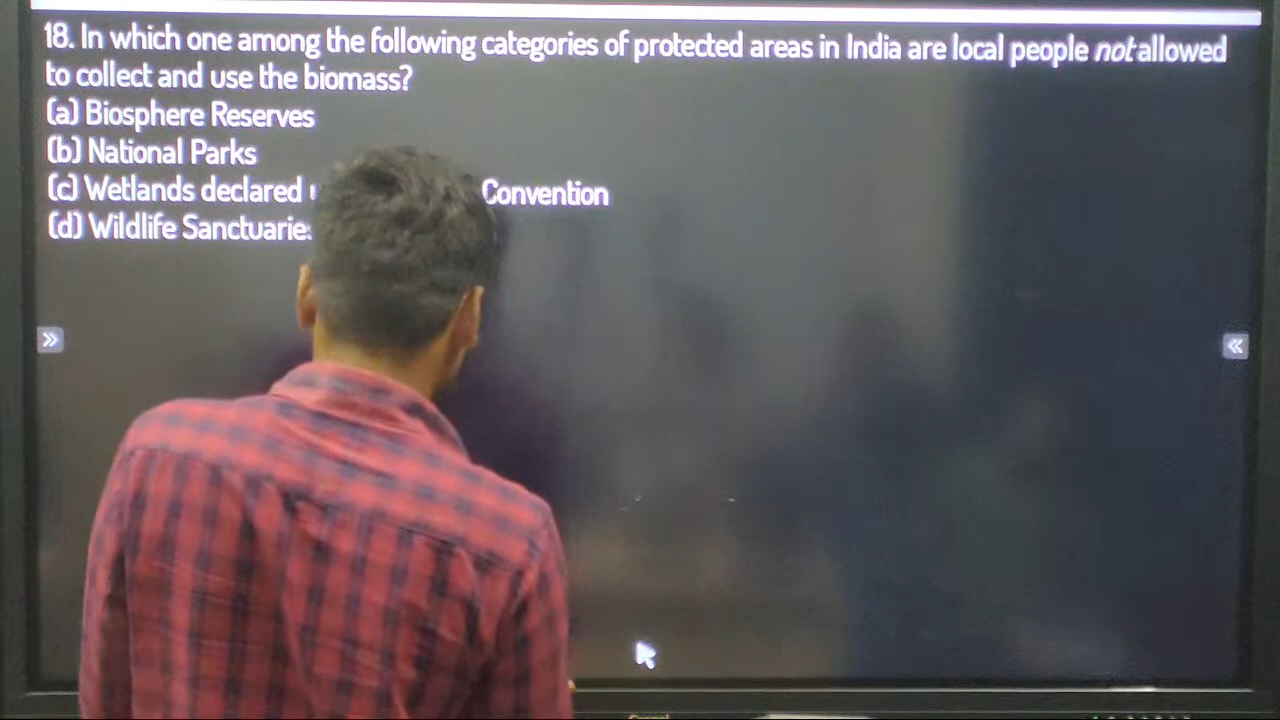 18. In which one among the following categories of protected areas in India are local people not allowed
to collect and use the biomass?
(a) Biosphere Reserves
(b) National Parks
(c) Wetlands declared Convention
(d) Wildlife Sanctuaries